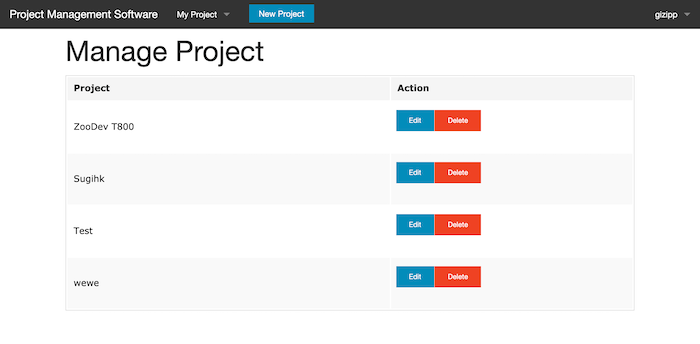 Project Management Software My Project New Project gizipp
Manage Project
Project Action
ZooDev T800 Edit Delete
Sugihk Edit Delete
Test Edit Delete
wewe Edit Delete